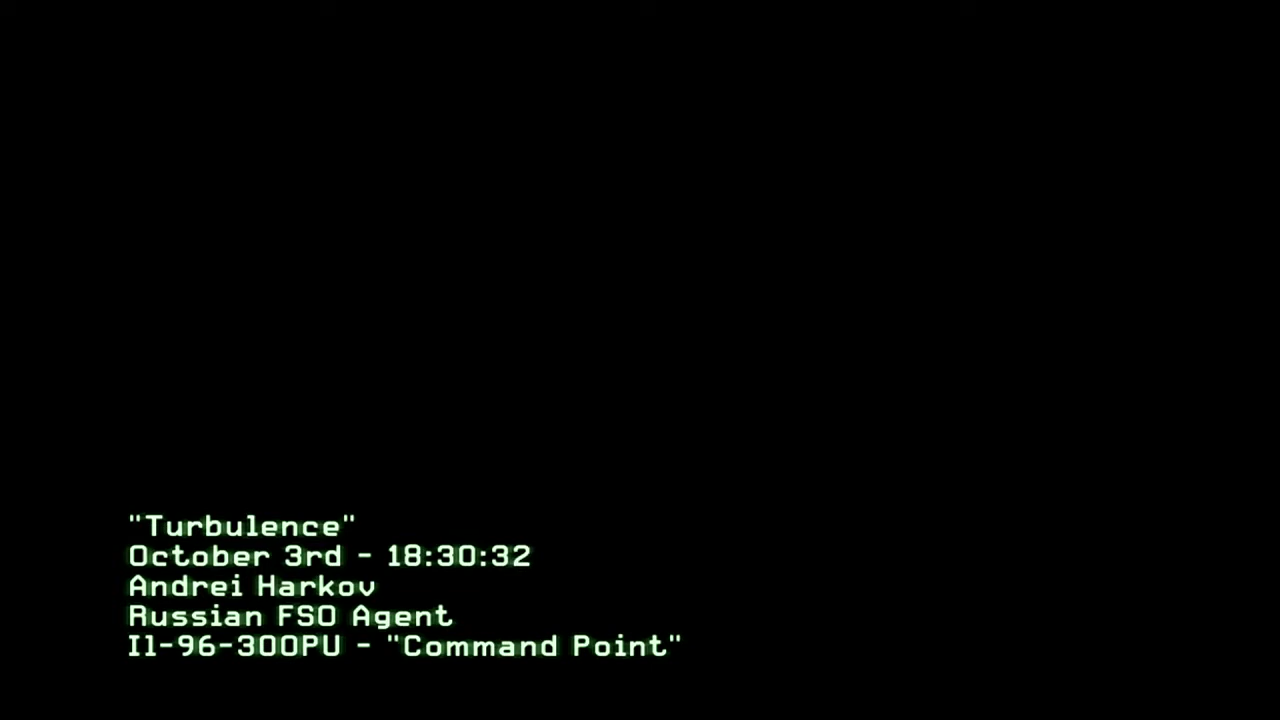 "Turbulence"
October 3rd - 18:30:32
Andrei Harkov
Russian FSO Agent
Il-96-300PU - "Command Point"